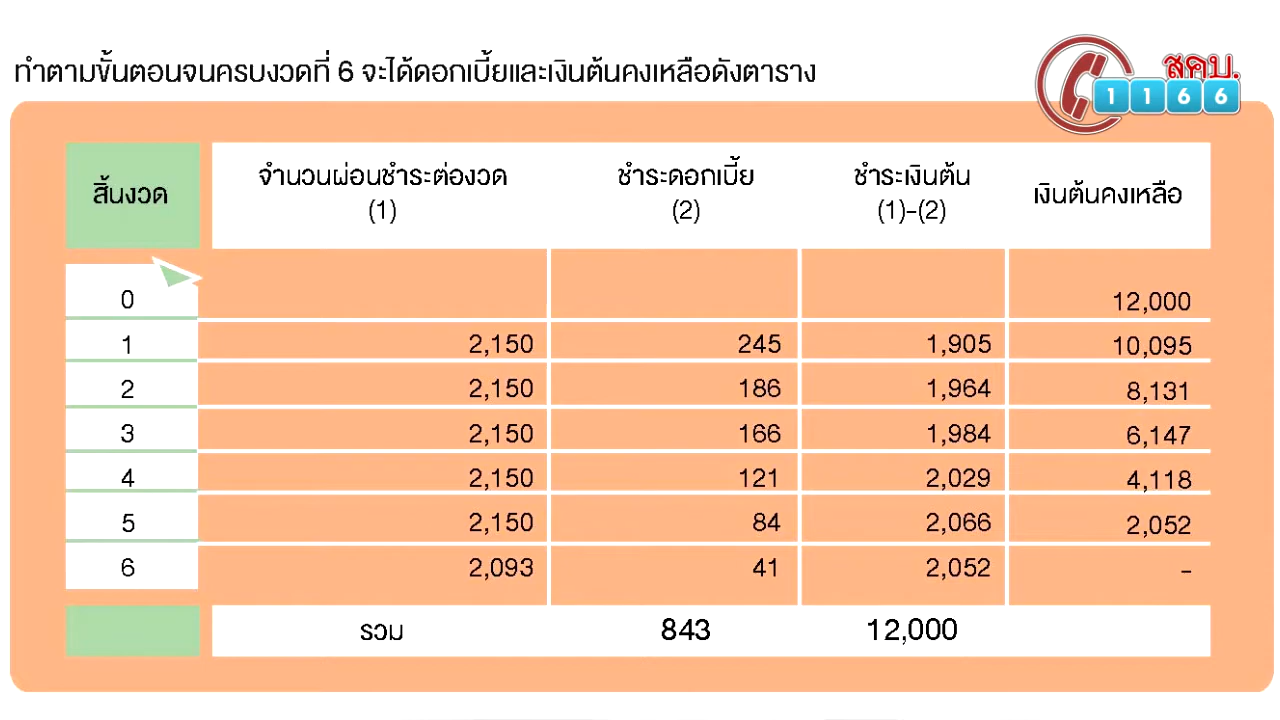 ทำตามขั้นตอนจนครบงวดที่ 6 จะได้ดอกเบี้ยและเงินต้นคงเหลือดังตาราง
สคบ.
1 1 6 6
สิ้นงวด จำนวนผ่อนชำระต่องวด (1) ชำระดอกเบี้ย (2) ชำระเงินต้น (1)-(2) เงินต้นคงเหลือ
0 12,000
1 2,150 245 1,905 10,095
2 2,150 186 1,964 8,131
3 2,150 166 1,984 6,147
4 2,150 121 2,029 4,118
5 2,150 84 2,066 2,052
6 2,093 41 2,052 -
รวม 843 12,000